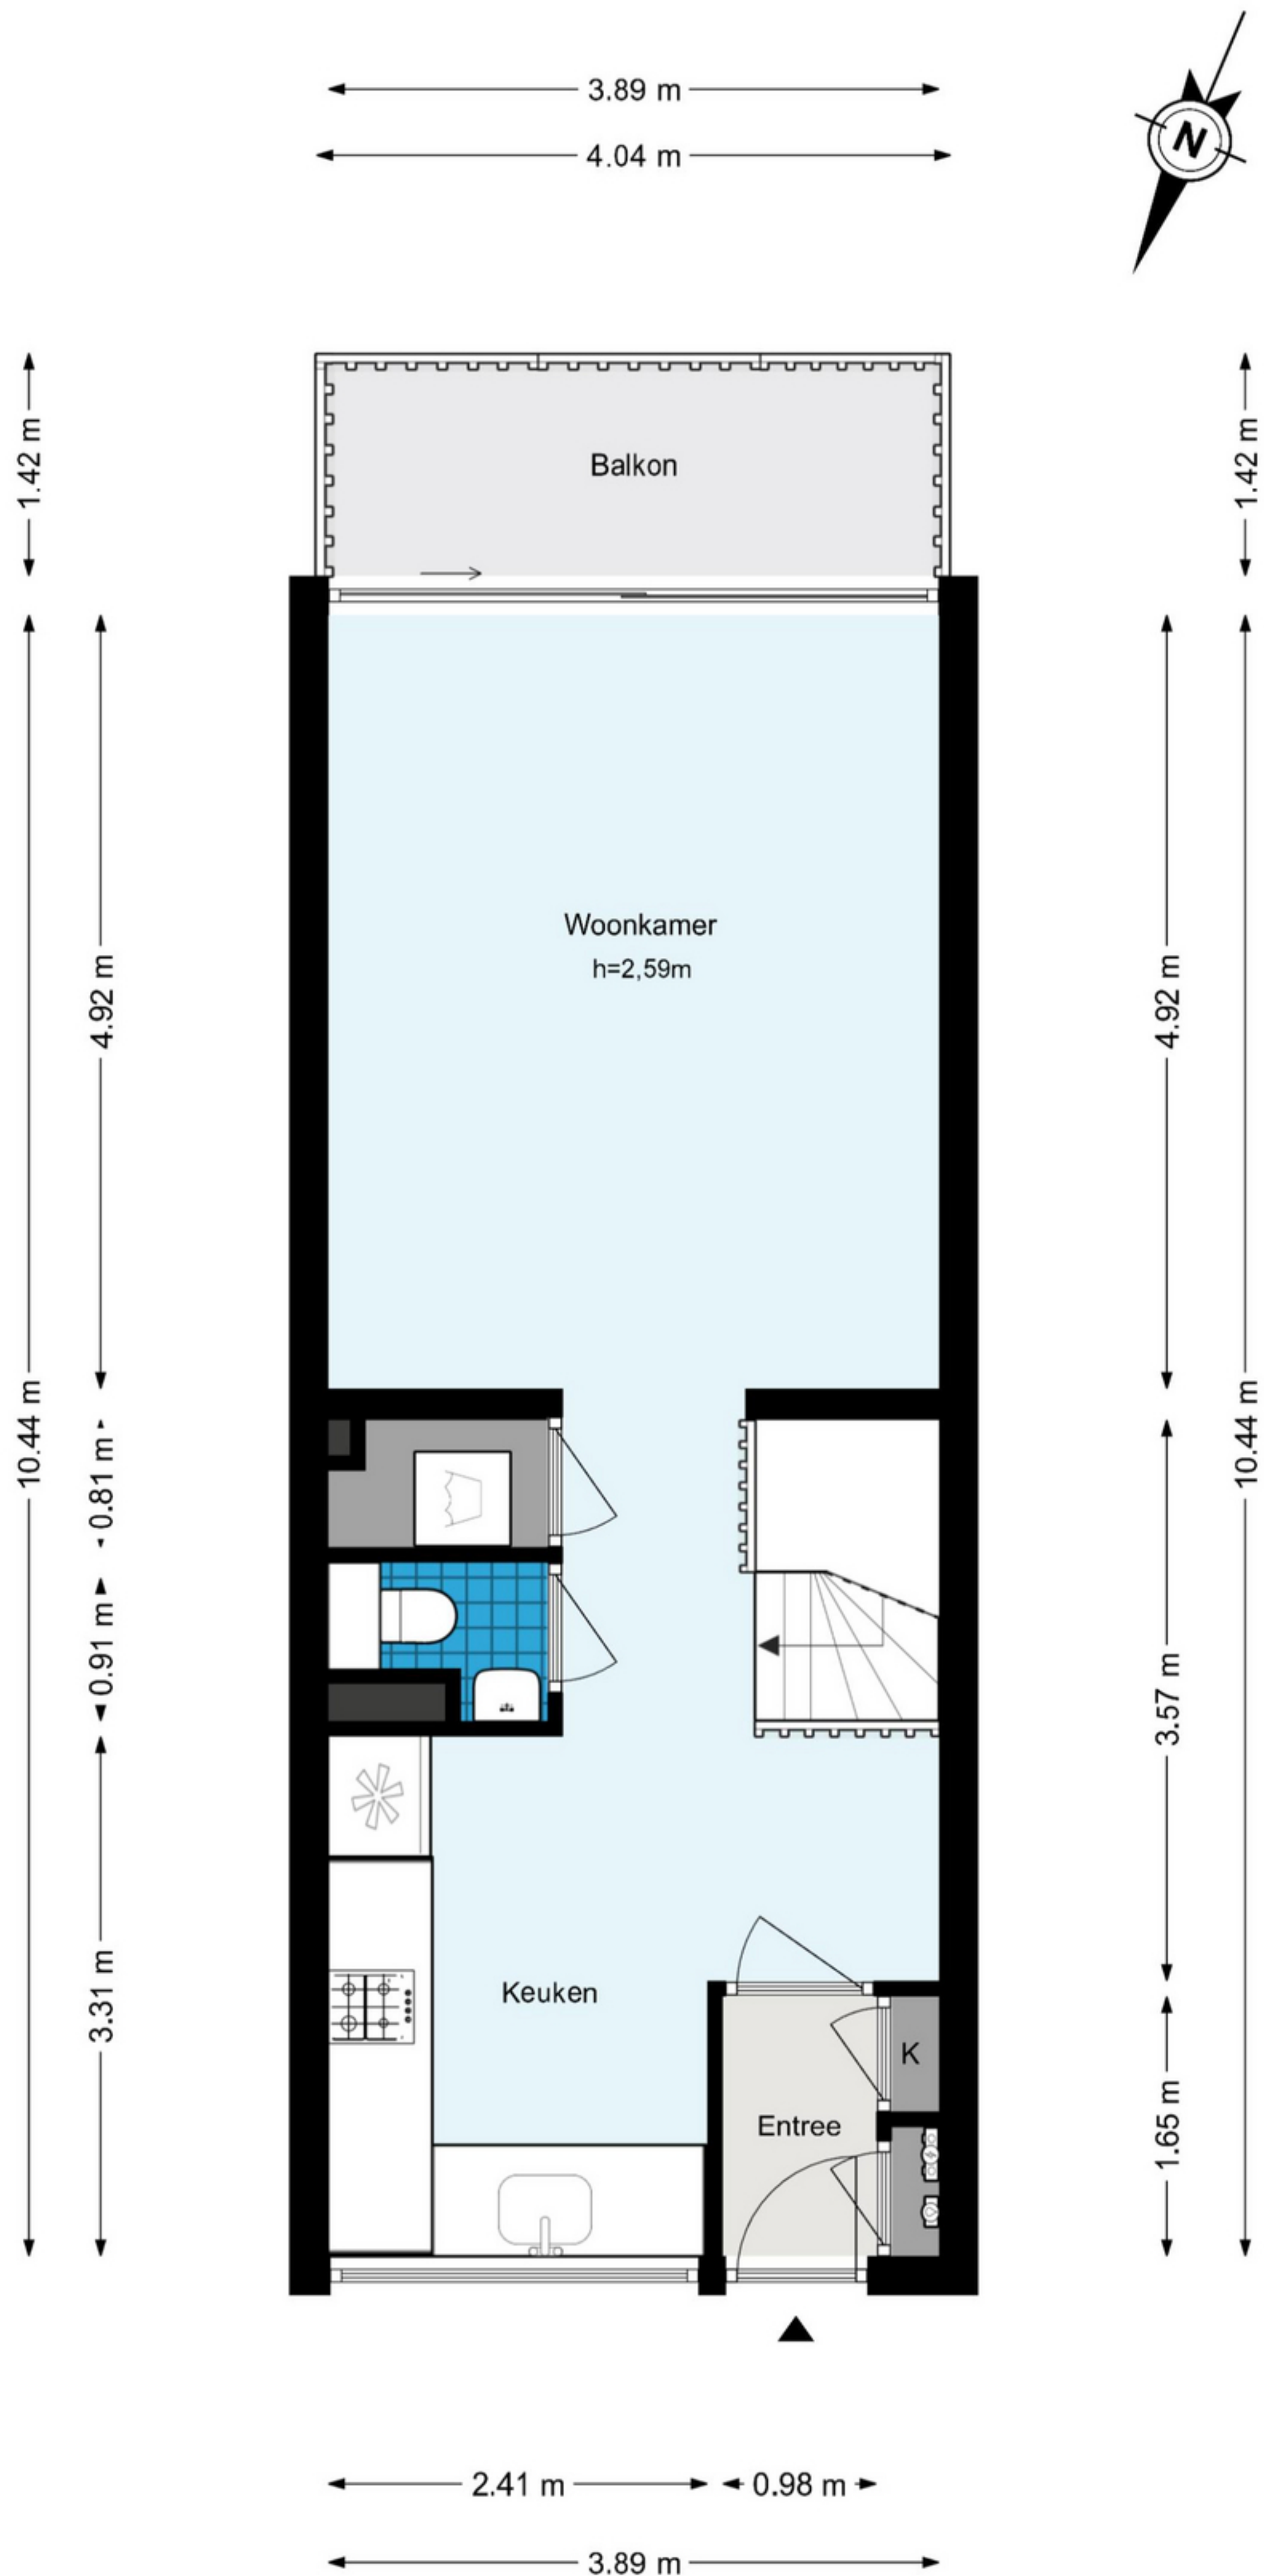 3.89 m
4.04 m
N
1.42 m
1.42 m
Balkon
Woonkamer
h=2,59m
4.92 m
4.92 m
10.44 m
10.44 m
0.81 m
0.91 m
3.57 m
3.31 m
Keuken
K
Entree
1.65 m
2.41 m
0.98 m
3.89 m